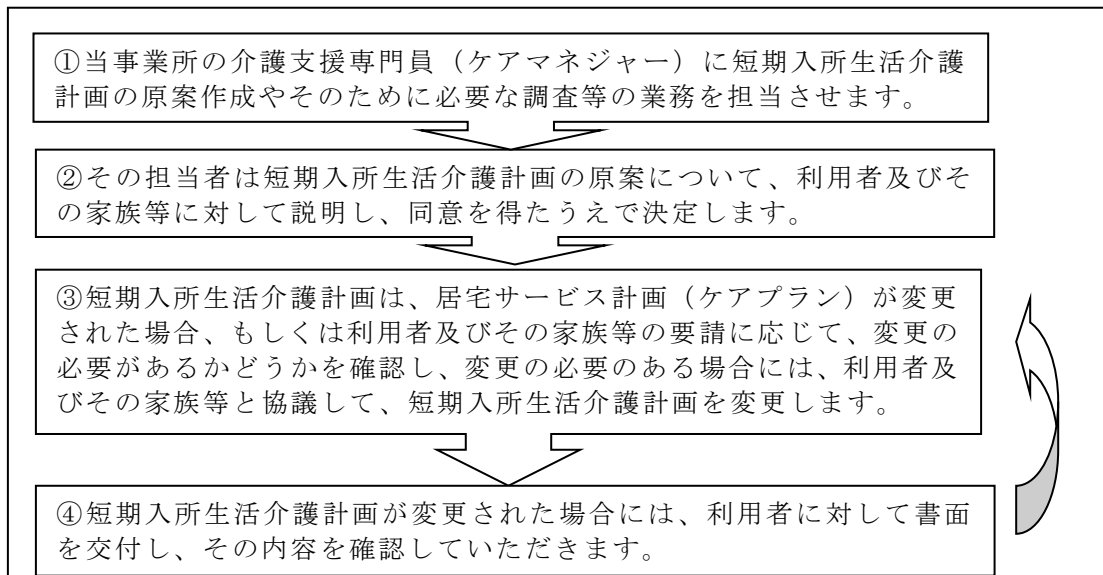 ①当事業所の介護支援専門員（ケアマネジャー）に短期入所生活介護
計画の原案作成やそのために必要な調査等の業務を担当させます。
②その担当者は短期入所生活介護計画の原案について、利用者及びそ
の家族等に対して説明し、同意を得たうえで決定します。
③短期入所生活介護計画は、居宅サービス計画（ケアプラン）が変更
された場合、もしくは利用者及びその家族等の要請に応じて、変更の
必要があるかどうかを確認し、変更の必要のある場合には、利用者及
びその家族等と協議して、短期入所生活介護計画を変更します。
④短期入所生活介護計画が変更された場合には、利用者に対して書面
を交付し、その内容を確認していただきます。